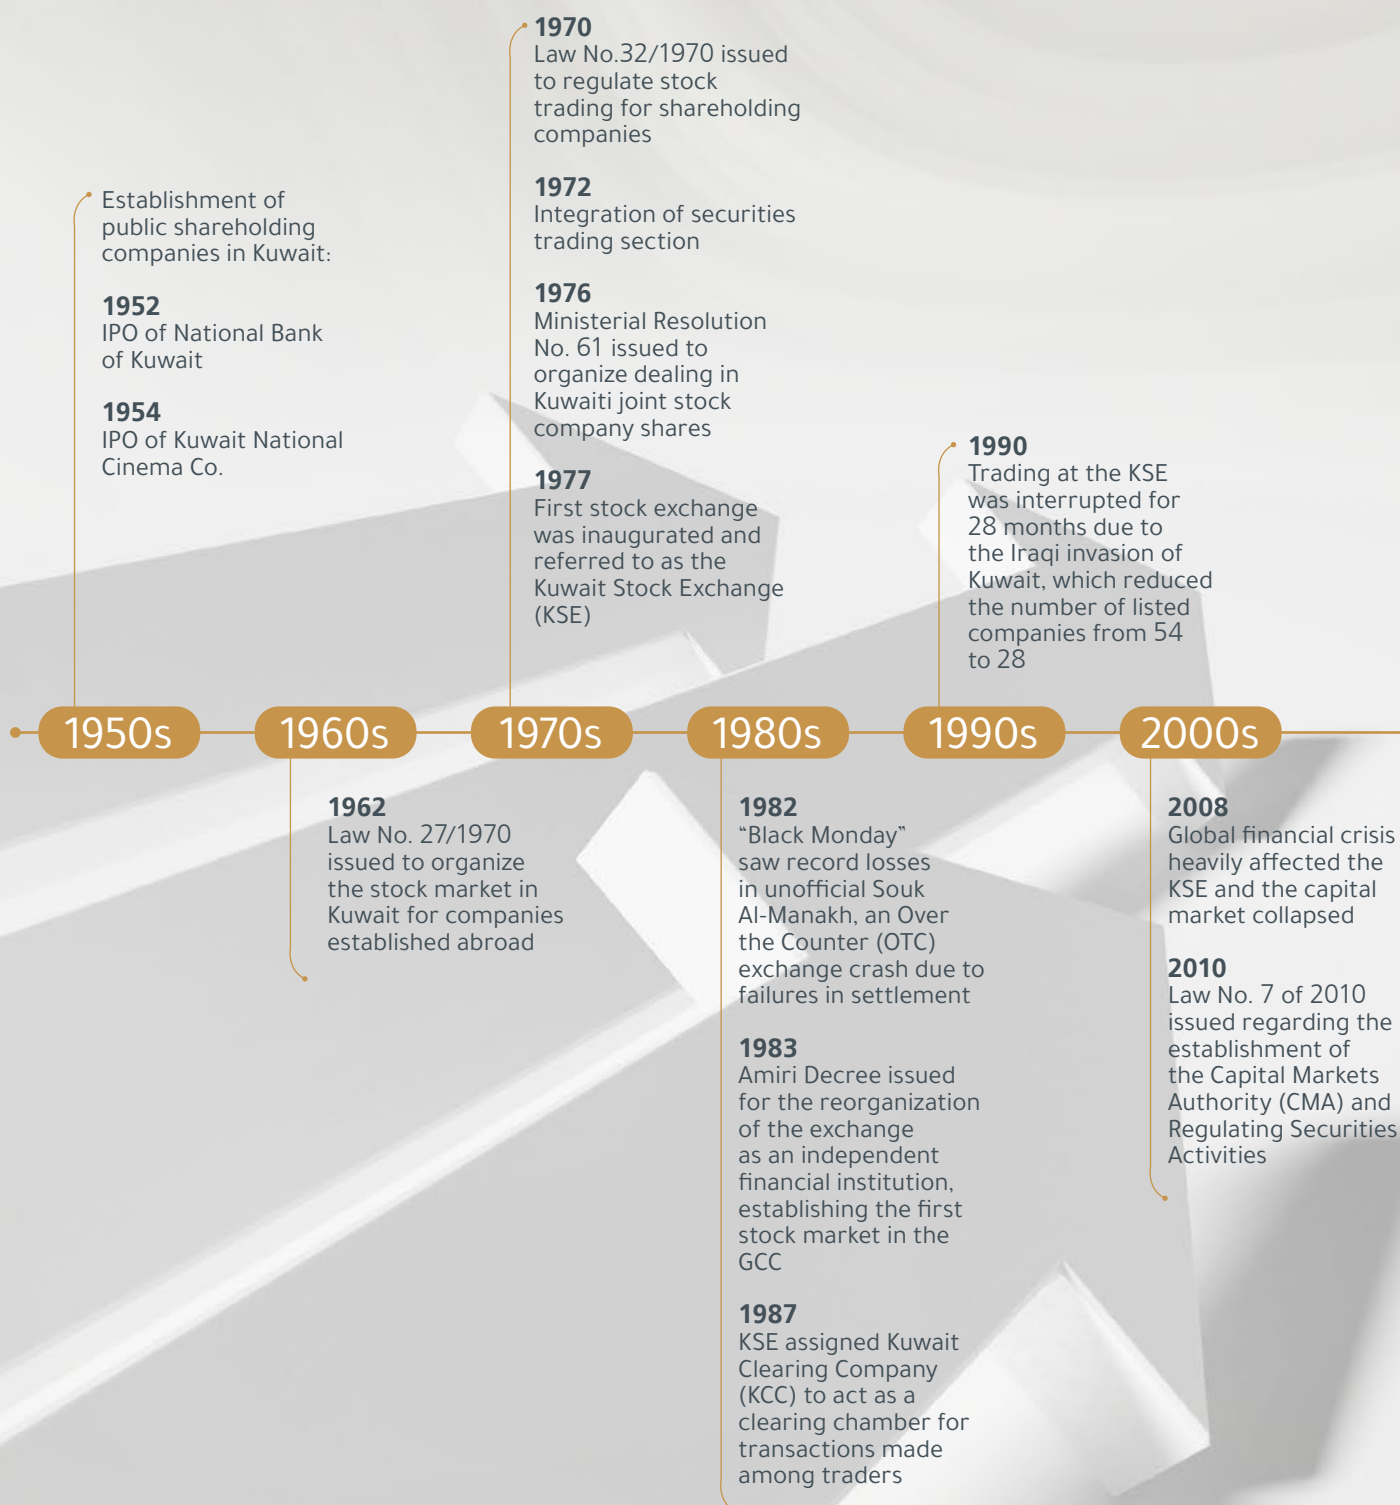 Establishment of
public shareholding
companies in Kuwait:
1952
IPO of National Bank
of Kuwait
1954
IPO of Kuwait National
Cinema Co.
1970
Law No.32/1970 issued
to regulate stock
trading for shareholding
companies
1972
Integration of securities
trading section
1976
Ministerial Resolution
No. 61 issued to
organize dealing in
Kuwaiti joint stock
company shares
1977
First stock exchange
was inaugurated and
referred to as the
Kuwait Stock Exchange
(KSE)
1990
Trading at the KSE
was interrupted for
28 months due to
the Iraqi invasion of
Kuwait, which reduced
the number of listed
companies from 54
to 28
1950s
1960s
1970s
1980s
1990s
2000s
1962
Law No. 27/1970
issued to organize
the stock market in
Kuwait for companies
established abroad
1982
“Black Monday”
saw record losses
in unofficial Souk
Al-Manakh, an Over
the Counter (OTC)
exchange crash due to
failures in settlement
1983
Amiri Decree issued
for the reorganization
of the exchange
as an independent
financial institution,
establishing the first
stock market in the
GCC
1987
KSE assigned Kuwait
Clearing Company
(KCC) to act as a
clearing chamber for
transactions made
among traders
2008
Global financial crisis
heavily affected the
KSE and the capital
market collapsed
2010
Law No. 7 of 2010
issued regarding the
establishment of
the Capital Markets
Authority (CMA) and
Regulating Securities
Activities